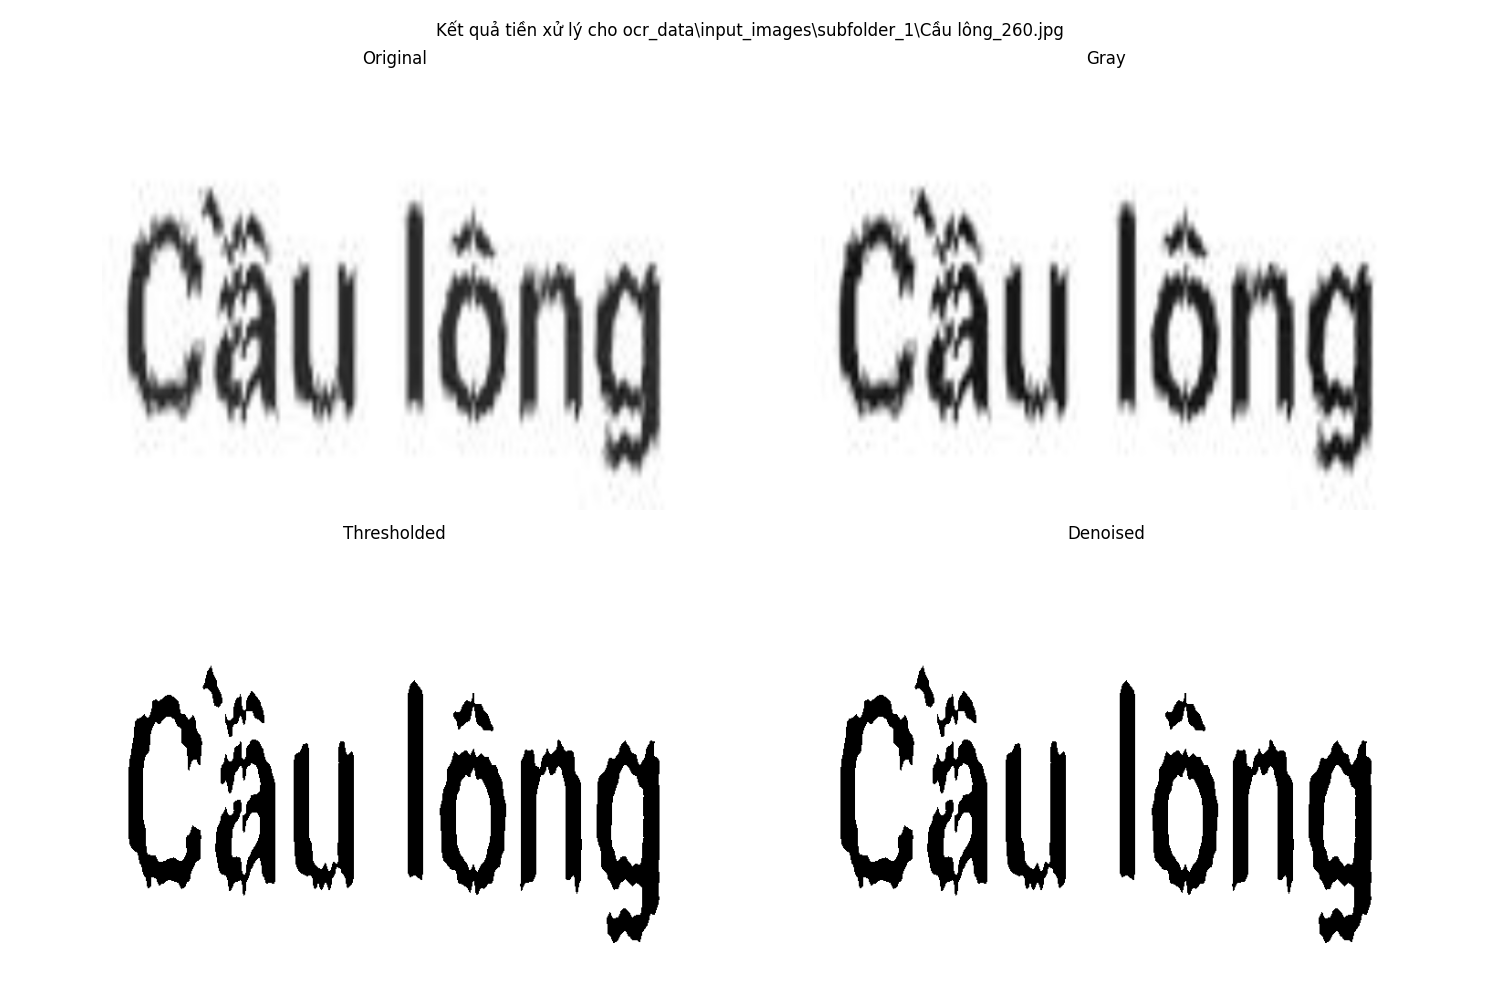 Kết quả tiền xử lý cho ocr_data\input_images\subfolder_1\Cầu lông_260.jpg
Original
Gray
Cầu lông
Cầu lông
Thresholded
Denoised
Cầu lông
Cầu lông